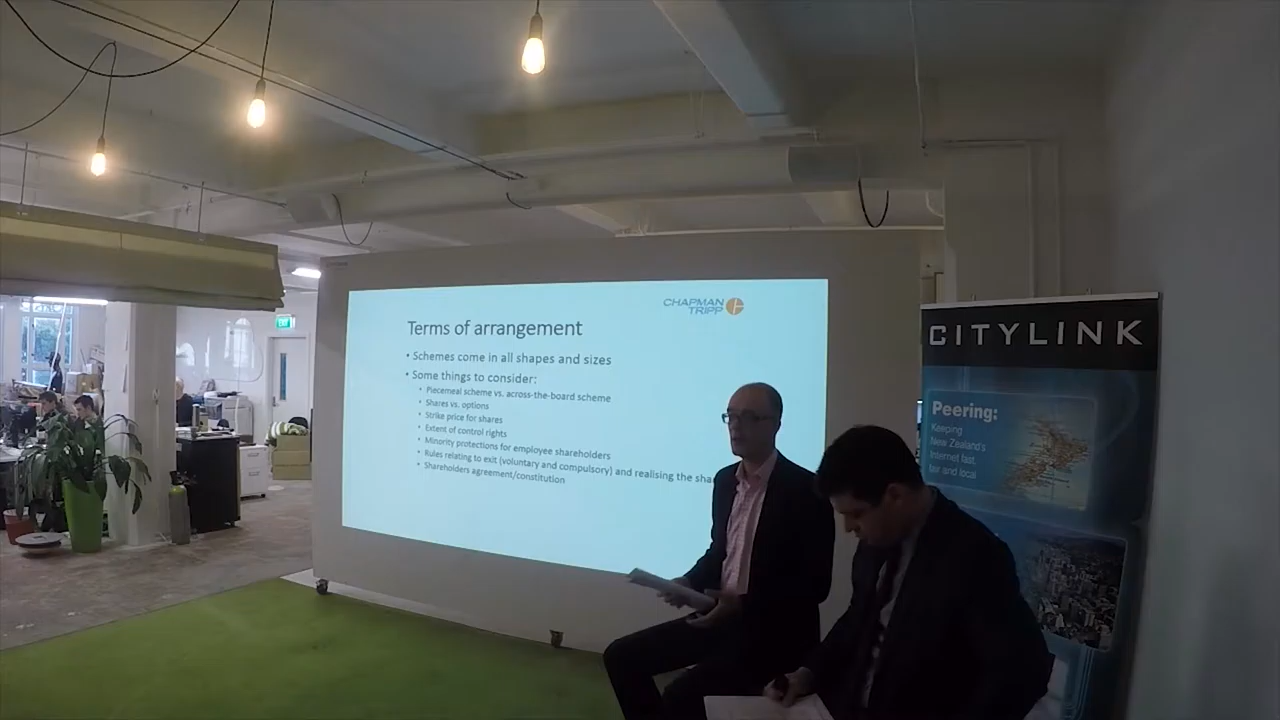 CHAPMAN
TRIPP
Terms of arrangement
• Schemes come in all shapes and sizes
• Some things to consider:
• Piecemeal scheme vs. across-the-board scheme
• Shares vs. options
• Strike price for shares
• Extent of control rights
• Minority protections for employee shareholders
• Rules relating to exit (voluntary and compulsory) and realising the sha
• Shareholders agreement/constitution
CITYLINK
Peering:
Keeping
New Zealand's
Internet fast,
fair and local
EXIT